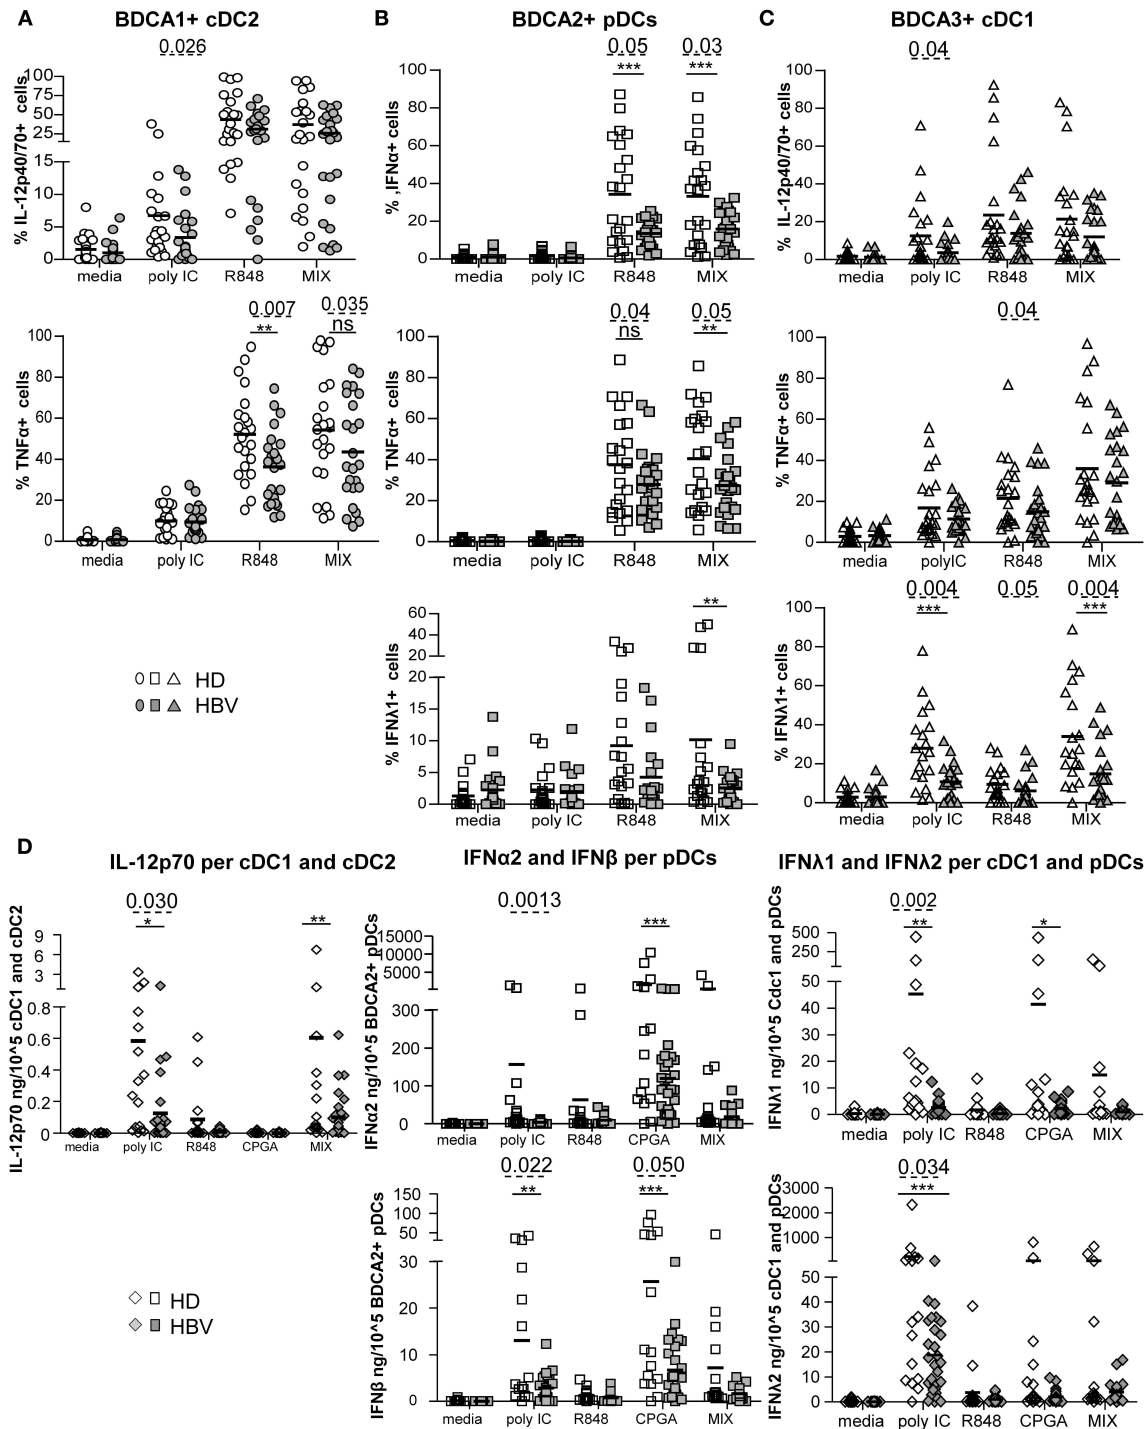 A BDCA1+ cDC2
0.026
% IL-12p40/70+ cells
100
75
50
25
15
10
5
0
media poly IC R848 MIX
0.007 0.035
** ns
% TNFα+ cells
100
80
60
40
20
0
media poly IC R848 MIX
HD
HBV
B BDCA2+ pDCs
0.05 0.03
*** ***
% ,IFNα+ cells
100
80
60
40
20
0
media poly IC R848 MIX
0.04 0.05
ns **
% TNFα+ cells
100
80
60
40
20
0
media poly IC R848 MIX
**
% IFNλ1+ cells
60
40
20
20
15
10
5
0
media poly IC R848 MIX
C BDCA3+ cDC1
0.04
% IL-12p40/70+ cells
100
80
60
40
20
0
media poly IC R848 MIX
0.04
% TNFα+ cells
100
80
60
40
20
0
media polyIC R848 MIX
0.004 0.05 0.004
*** ***
% IFNλ1+ cells
100
80
60
40
20
0
media poly IC R848 MIX
D
IL-12p70 per cDC1 and cDC2
0.030
* **
IL-12p70 ng/10^5 cDC1 and cDC2
9
6
3
0.8
0.6
0.4
0.2
0
media poly IC R848 CPGA MIX
HD
HBV
IFNα2 and IFNβ per pDCs
0.0013
***
IFNα2 ng/10^5 BDCA2+ pDCs
15000
10000
5000
300
200
100
0
media poly IC R848 CPGA MIX
0.022 0.050
** ***
IFNβ ng/10^5 BDCA2+ pDCs
150
100
50
30
20
10
0
media poly IC R848 CPGA MIX
IFNλ1 and IFNλ2 per cDC1 and pDCs
0.002
** *
IFNλ1 ng/10^5 Cdc1 and pDCs
500
250
50
40
30
20
10
0
media poly IC R848 CPGA MIX
0.034
***
IFNλ2 ng/10^5 cDC1 and pDCs
3000
2000
1000
50
40
30
20
10
0
media poly IC R848 CPGA MIX